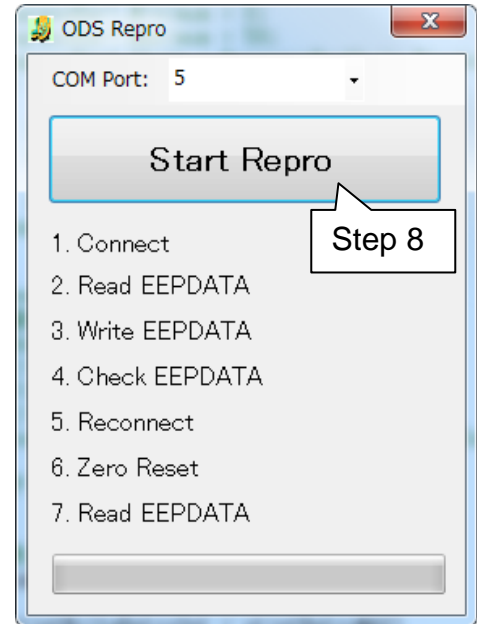 ODS Repro
COM Port: 5
Start Repro
Step 8
1. Connect
2. Read EEPDATA
3. Write EEPDATA
4. Check EEPDATA
5. Reconnect
6. Zero Reset
7. Read EEPDATA